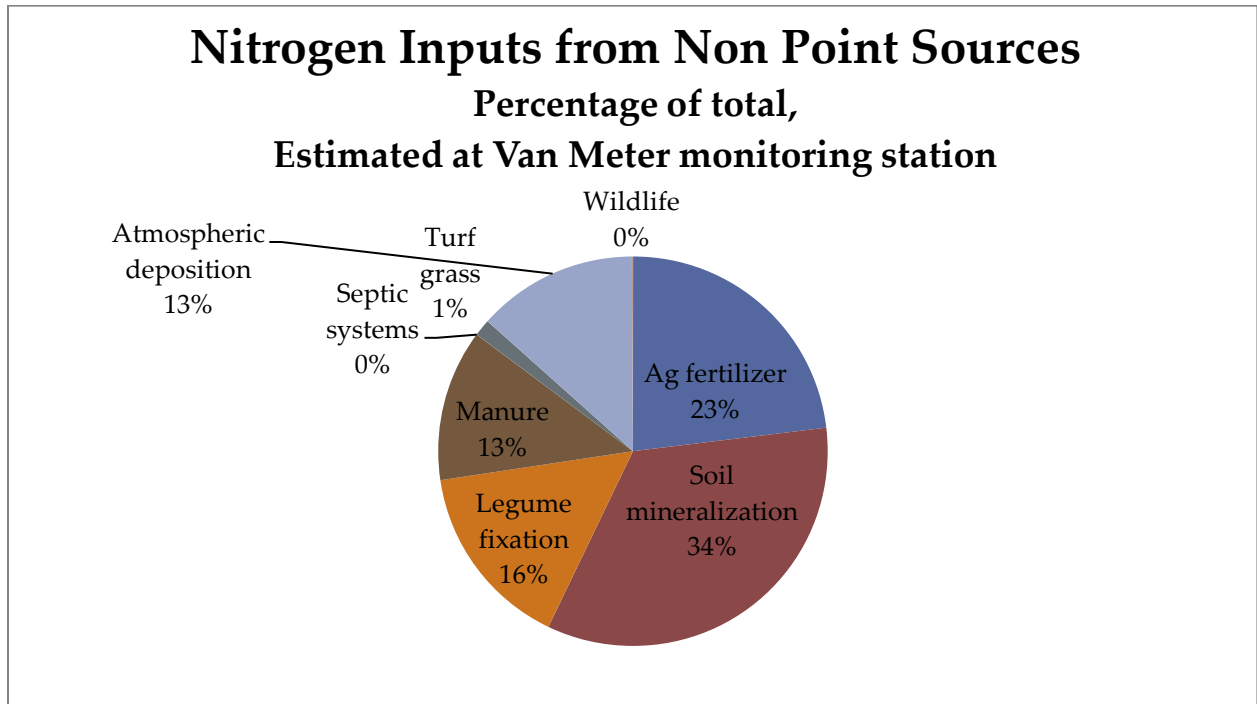 Nitrogen Inputs from Non Point Sources
Percentage of total,
Estimated at Van Meter monitoring station
Wildlife
0%
Atmospheric
deposition
13%
Turf
grass
1%
Septic
systems
0%
Ag fertilizer
23%
Manure
13%
Soil
mineralization
34%
Legume
fixation
16%